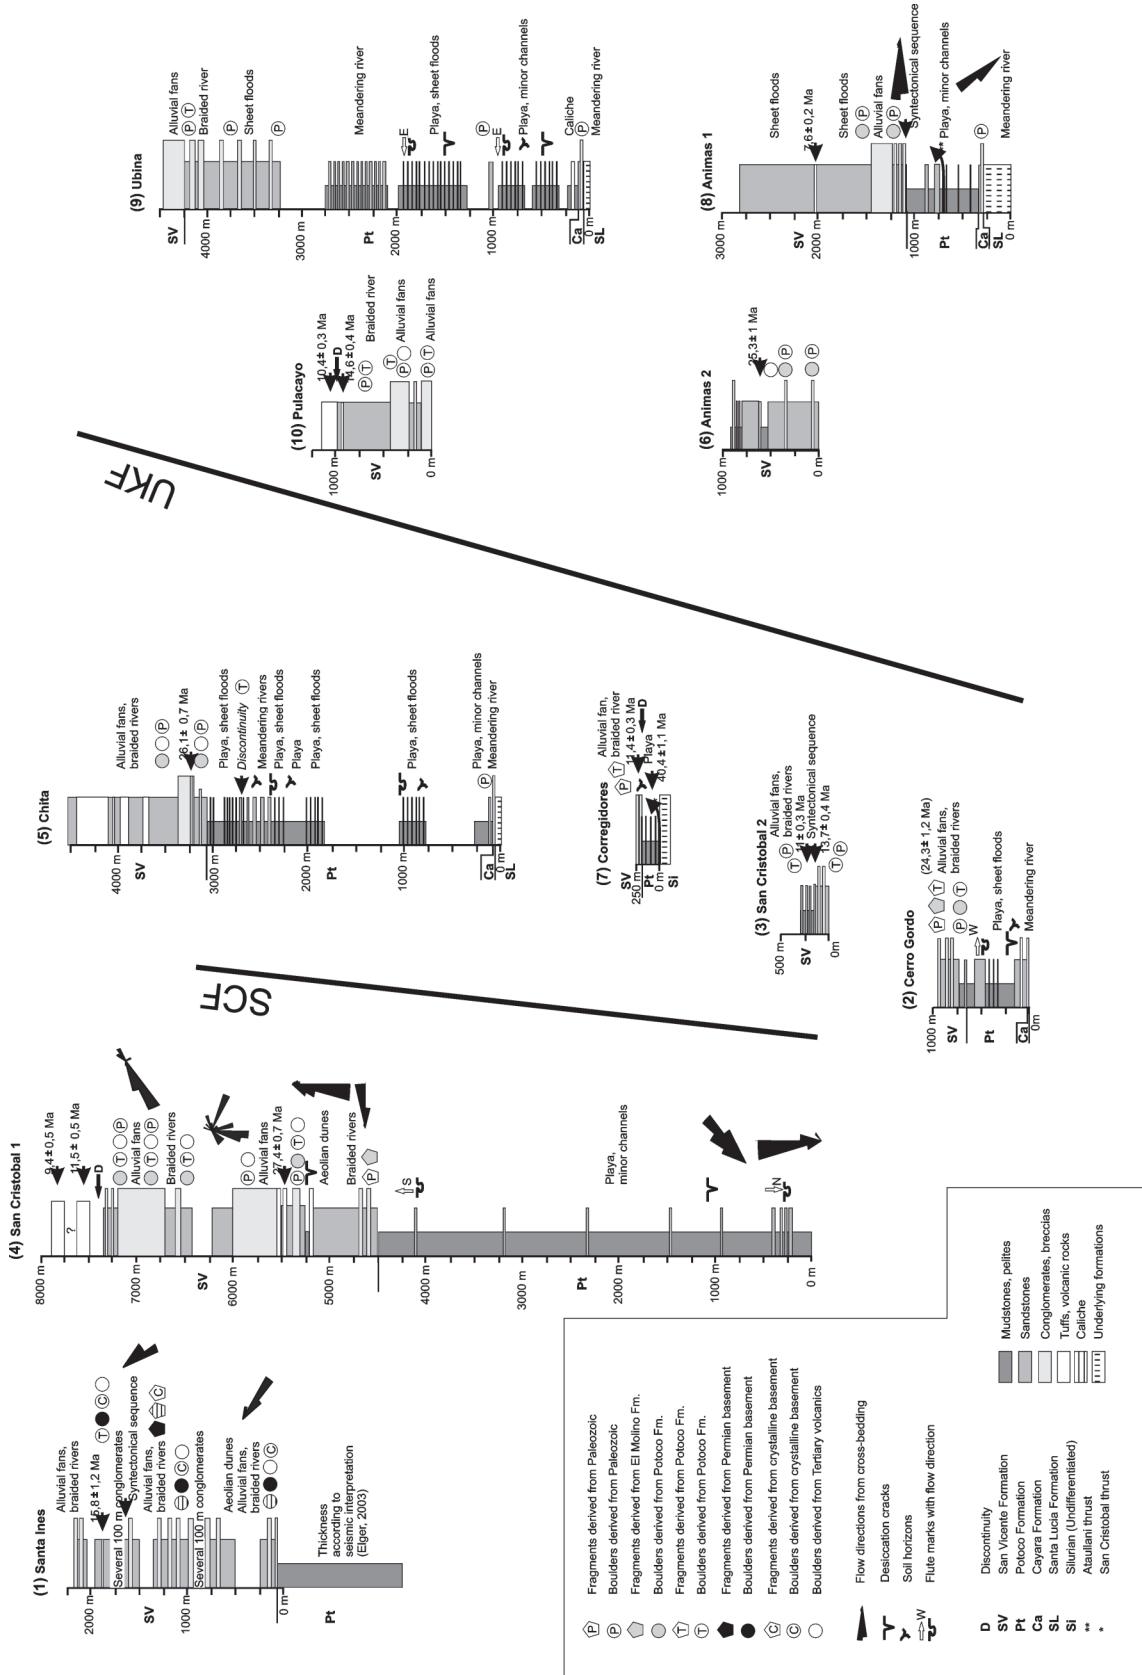 (1) Santa Ines
2000 m
SV
1000 m
0 m
Pt
Alluvial fans,
braided rivers
15,8± 1,2 Ma
T C
Several 100 m conglomerates
Syntectonical sequence
Alluvial fans,
braided rivers
C
C
Several 100 m conglomerates
Aeolian dunes
Alluvial fans,
braided rivers
C
Thickness
according to
seismic interpretation
(Elger, 2003)
(4) San Cristobal 1
8000 m
7000 m
SV
6000 m
5000 m
4000 m
3000 m
Pt
2000 m
1000 m
0 m
9,4±0,5 Ma
?
11,5± 0,5 Ma
D
T P
Alluvial fans
T P
Braided rivers
T
P
Alluvial fans
27,4±0,7 Ma
P T
Aeolian dunes
Braided rivers
P
S
Playa,
minor channels
N
SCF
(5) Chita
4000 m
SV
3000 m
2000 m
Pt
1000 m
Ca
0 m
SL
Alluvial fans,
braided rivers
P
26,1± 0,7 Ma
P
Playa, sheet floods
Discontinuity T
Meandering rivers
Playa, sheet floods
Playa
Playa, sheet floods
Playa, sheet floods
Playa, minor channels
P
Meandering river
(7) Corregidores
SV
250 m
Pt
0 m
Si
P T
Alluvial fan,
braided river
11,4±0,3 Ma
D
Playa
*
40,4±1,1 Ma
(3) San Cristobal 2
500 m
SV
0m
T P
Alluvial fans,
braided rivers
11±0,3 Ma
Syntectonical sequence
13,7± 0,4 Ma
T P
(2) Cerro Gordo
1000 m
SV
Pt
Ca
0m
(24,3± 1,2 Ma)
P T
Alluvial fans,
braided rivers
P T
W
Playa, sheet floods
Meandering river
UKF
(9) Ubina
SV
4000 m
3000 m
Pt
2000 m
1000 m
Ca
0 m
SL
Alluvial fans
P T
Braided river
P
Sheet floods
P
Meandering river
E
Playa, sheet floods
P
E
Playa, minor channels
Caliche
P
Meandering river
(10) Pulacayo
1000 m
SV
0 m
10,4±0,3 Ma
D
14,6±0,4 Ma
P T
Braided river
T
P
Alluvial fans
P T
Alluvial fans
(6) Animas 2
1000 m
SV
0 m
25,3± 1 Ma
P
P
(8) Animas 1
3000 m
SV
2000 m
1000 m
Pt
Ca
SL
0 m
Sheet floods
7,6±0,2 Ma
Sheet floods
P
Alluvial fans
P
Syntectonical sequence
** Playa, minor channels
P
Meandering river
P Fragments derived from Paleozoic
P Boulders derived from Paleozoic
Fragments derived from El Molino Fm.
Boulders derived from Potoco Fm.
T Fragments derived from Potoco Fm.
T Boulders derived from Potoco Fm.
Fragments derived from Permian basement
Boulders derived from Permian basement
C Fragments derived from crystalline basement
C Boulders derived from crystalline basement
Boulders derived from Tertiary volcanics
Flow directions from cross-bedding
Desiccation cracks
Soil horizons
W Flute marks with flow direction
D Discontinuity
SV San Vicente Formation
Pt Potoco Formation
Ca Cayara Formation
SL Santa Lucia Formation
Si Silurian (Undifferentiated)
** Ataullani thrust
* San Cristobal thrust
Mudstones, pelites
Sandstones
Conglomerates, breccias
Tuffs, volcanic rocks
Caliche
Underlying formations